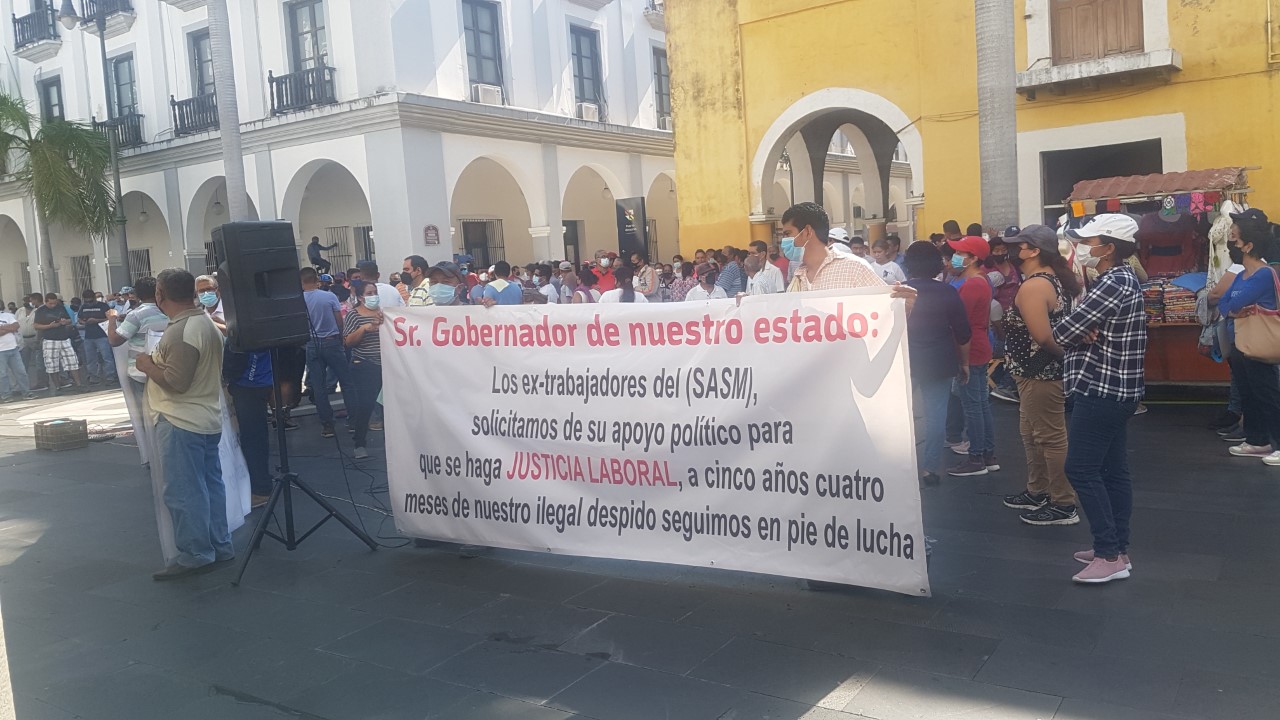 Sr. Gobernador de nuestro estado:
Los ex-trabajadores del (SASM),
solicitamos de su apoyo político para
que se haga JUSTICIA LABORAL, a cinco años cuatro
meses de nuestro ilegal despido seguimos en pie de lucha